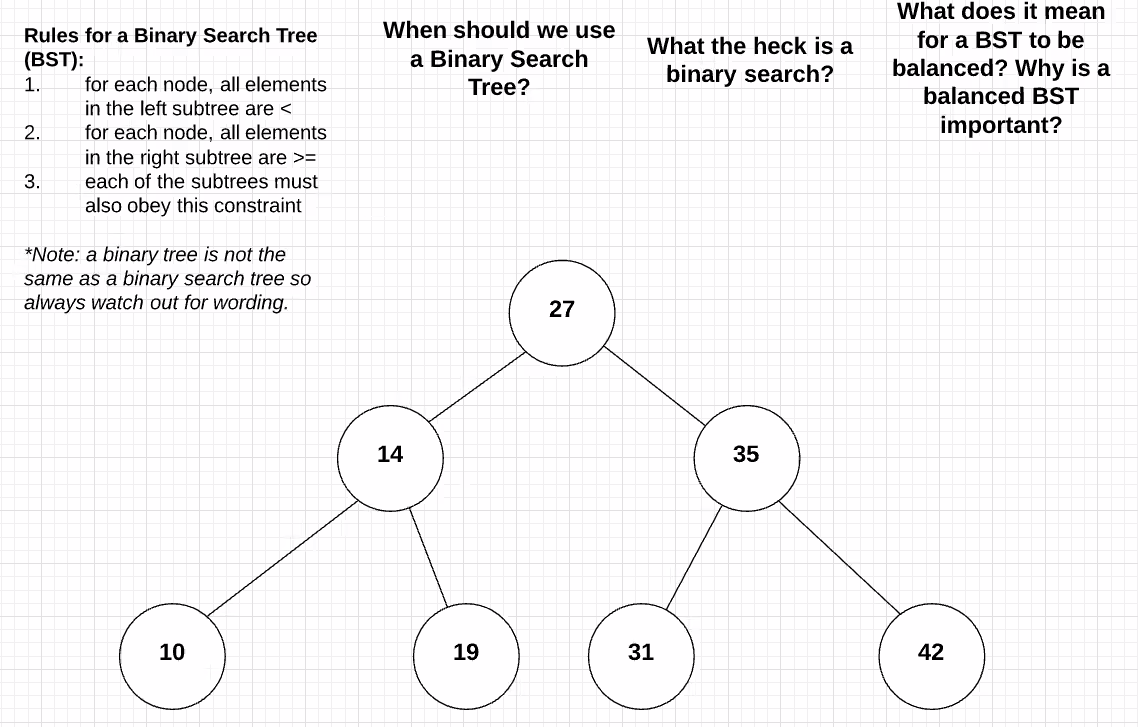 Rules for a Binary Search Tree
(BST):
1. for each node, all elements
in the left subtree are <
2. for each node, all elements
in the right subtree are >=
3. each of the subtrees must
also obey this constraint
*Note: a binary tree is not the
same as a binary search tree so
always watch out for wording.
When should we use
a Binary Search
Tree?
What the heck is a
binary search?
What does it mean
for a BST to be
balanced? Why is a
balanced BST
important?
27
14
35
10
19
31
42